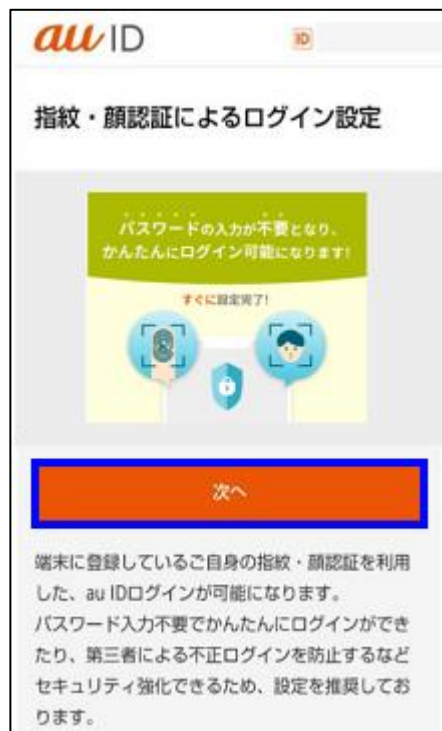 au ID
ID
指紋・顔認証によるログイン設定
パスワードの入力が不要となり、
かんたんにログイン可能になります!
すぐに設定完了!
次へ
端末に登録しているご自身の指紋・顔認証を利用
した、au IDログインが可能になります。
パスワード入力不要でかんたんにログインができ
たり、第三者による不正ログインを防止するなど
セキュリティ強化できるため、設定を推奨してお
ります。